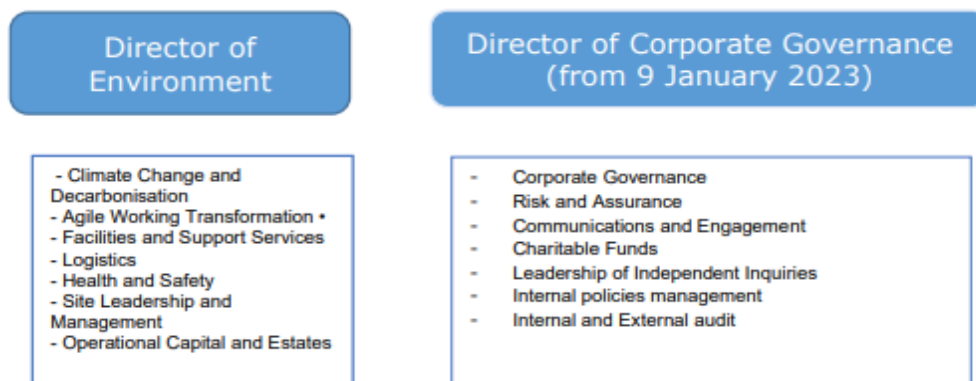 Director of
Environment
Director of Corporate Governance
(from 9 January 2023)
- Climate Change and
Decarbonisation
- Agile Working Transformation •
- Facilities and Support Services
- Logistics
- Health and Safety
- Site Leadership and
Management
- Operational Capital and Estates
- Corporate Governance
- Risk and Assurance
- Communications and Engagement
- Charitable Funds
- Leadership of Independent Inquiries
- Internal policies management
- Internal and External audit